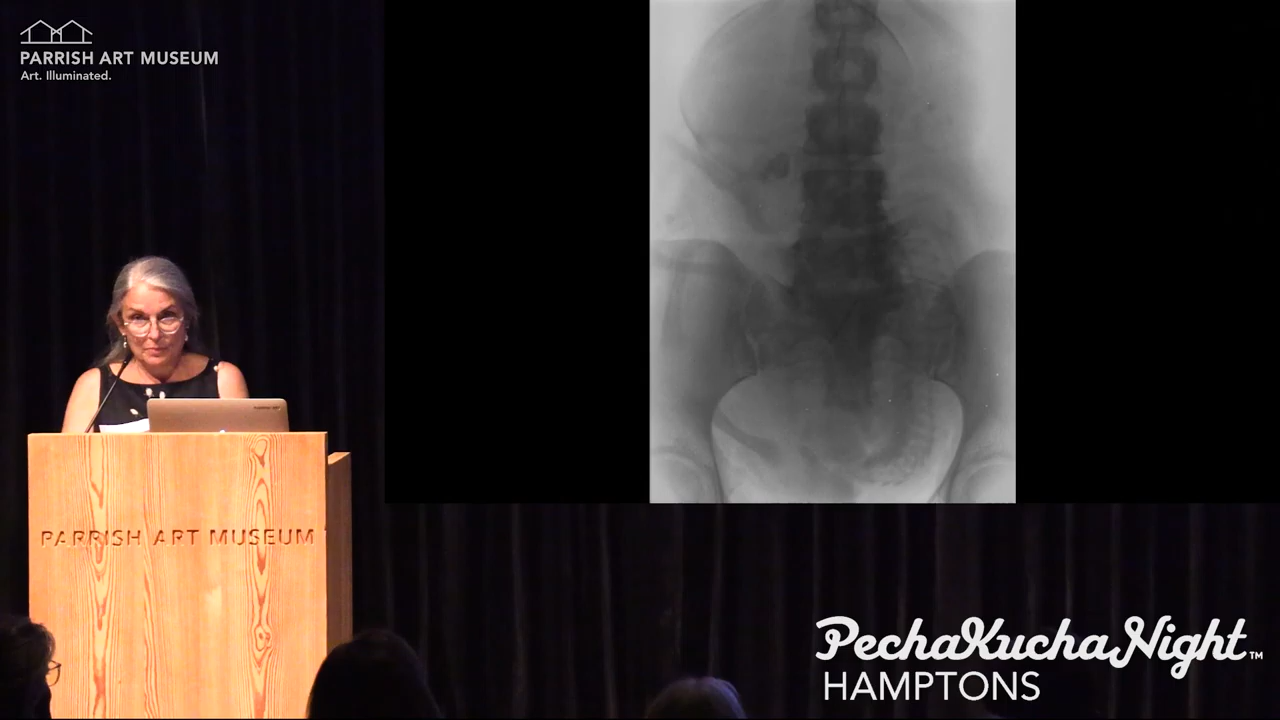 PARRISH ART MUSEUM
Art. Illuminated.
PARRISH ART MUSEUM
PechaKuchaNight™
HAMPTONS